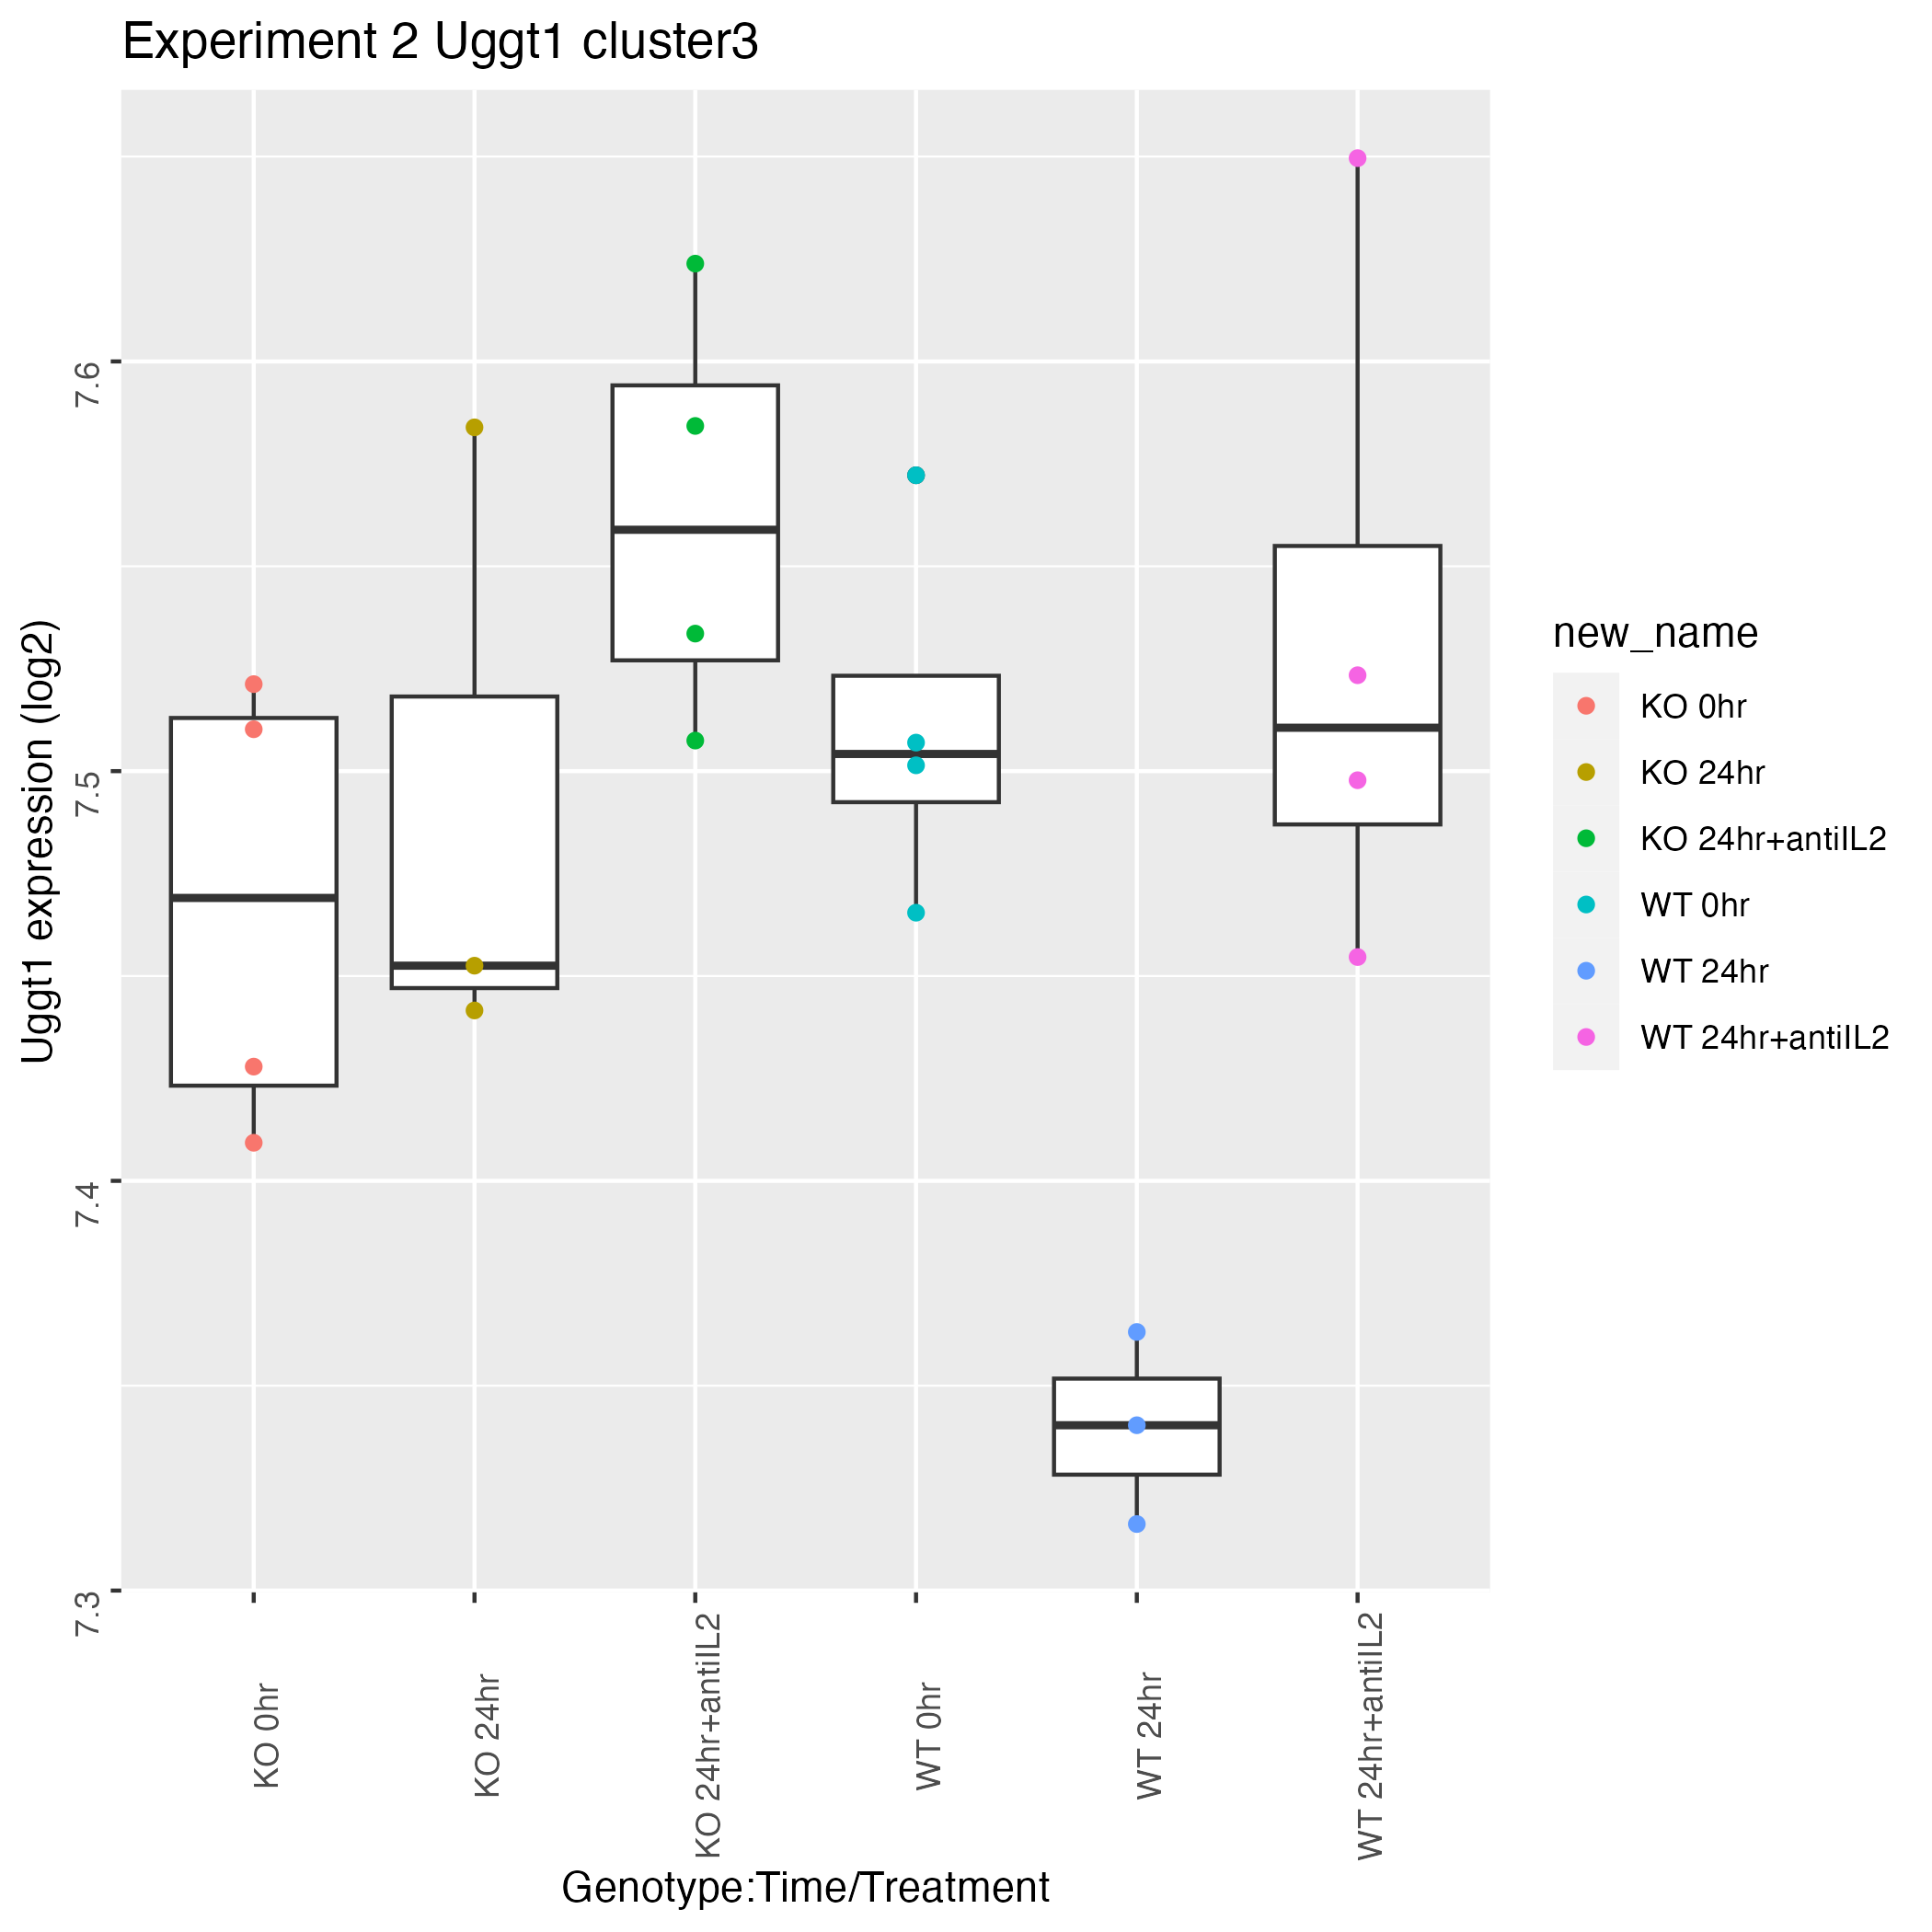 Experiment 2 Uggt1 cluster3
Uggt1 expression (log2)
7.6
7.5
7.4
7.3
KO 0hr
KO 24hr
KO 24hr+antiIL2
WT 0hr
WT 24hr
WT 24hr+antiIL2
Genotype:Time/Treatment
new_name
KO 0hr
KO 24hr
KO 24hr+antiIL2
WT 0hr
WT 24hr
WT 24hr+antiIL2